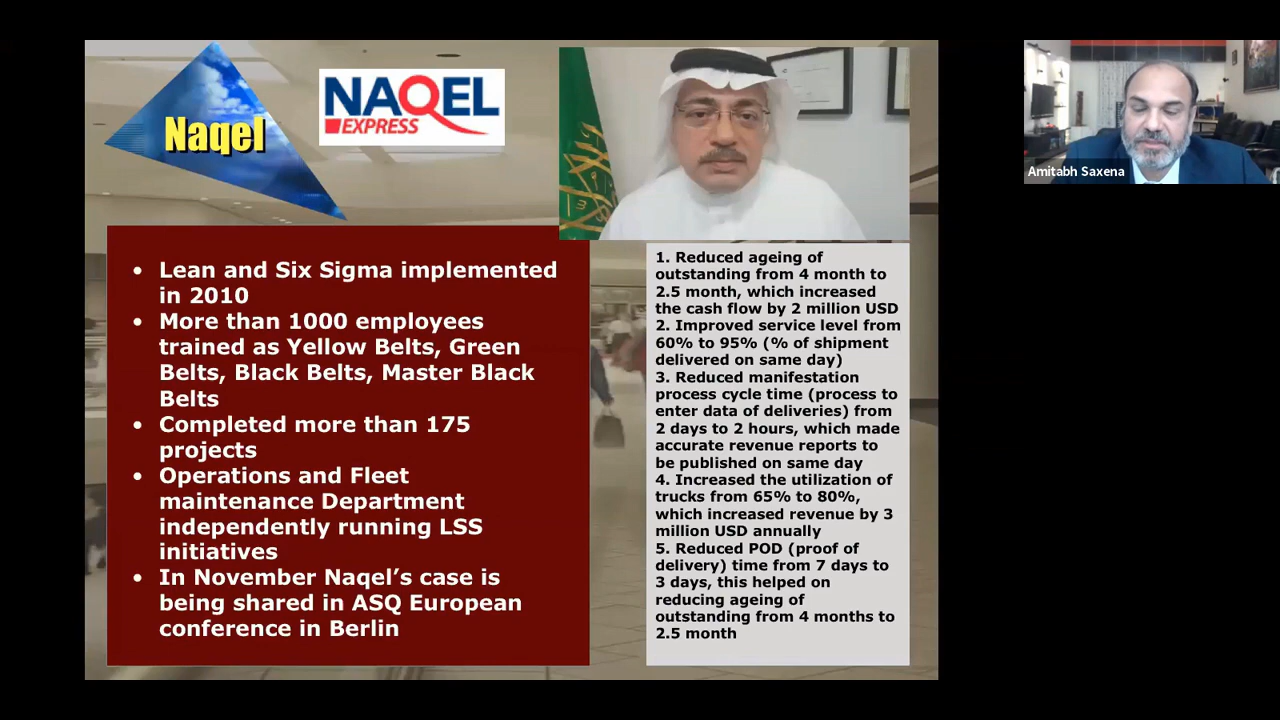 Naqel
NAQEL
EXPRESS
• Lean and Six Sigma implemented
in 2010
• More than 1000 employees
trained as Yellow Belts, Green
Belts, Black Belts, Master Black
Belts
• Completed more than 175
projects
• Operations and Fleet
maintenance Department
independently running LSS
initiatives
• In November Naqel’s case is
being shared in ASQ European
conference in Berlin
1. Reduced ageing of
outstanding from 4 month to
2.5 month, which increased
the cash flow by 2 million USD
2. Improved service level from
60% to 95% (% of shipment
delivered on same day)
3. Reduced manifestation
process cycle time (process to
enter data of deliveries) from
2 days to 2 hours, which made
accurate revenue reports to
be published on same day
4. Increased the utilization of
trucks from 65% to 80%,
which increased revenue by 3
million USD annually
5. Reduced POD (proof of
delivery) time from 7 days to
3 days, this helped on
reducing ageing of
outstanding from 4 months to
2.5 month
Amitabh Saxena